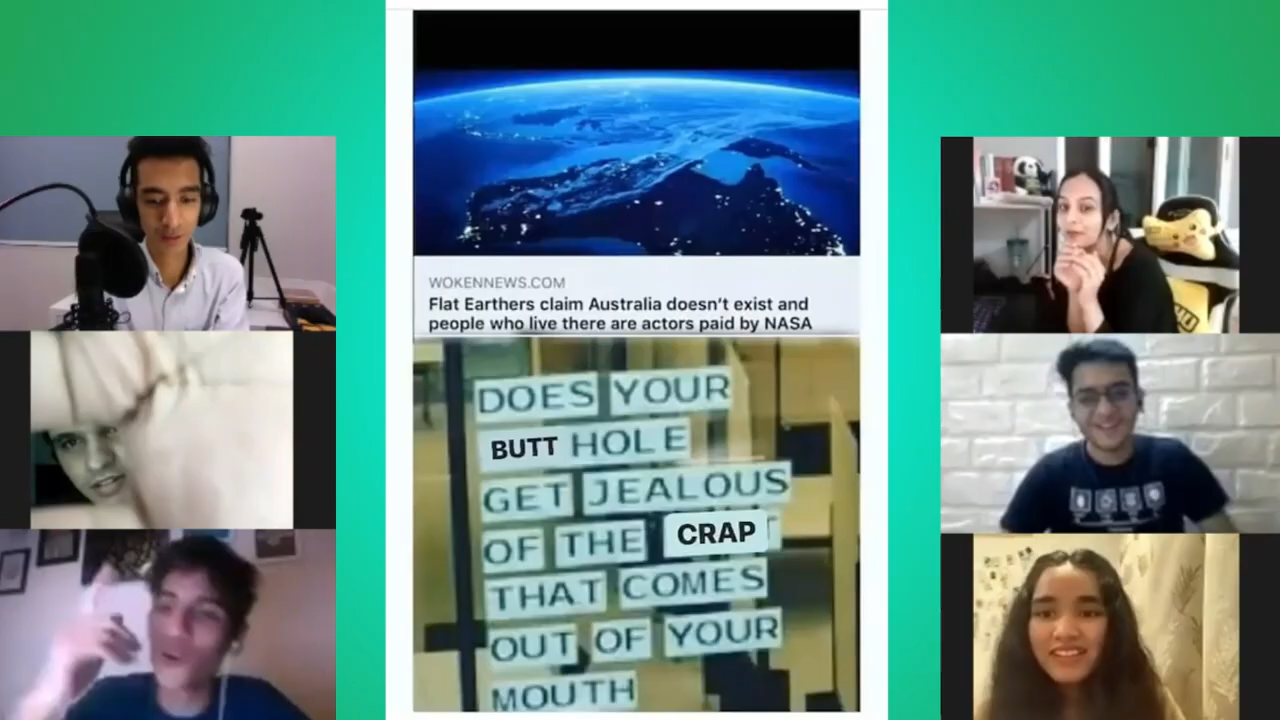 WOKENNEWS.COM
Flat Earthers claim Australia doesn't exist and
people who live there are actors paid by NASA
DOES YOUR
BUTT HOLE
GET JEALOUS
OF THE CRAP
THAT COMES
OUT OF YOUR
MOUTH